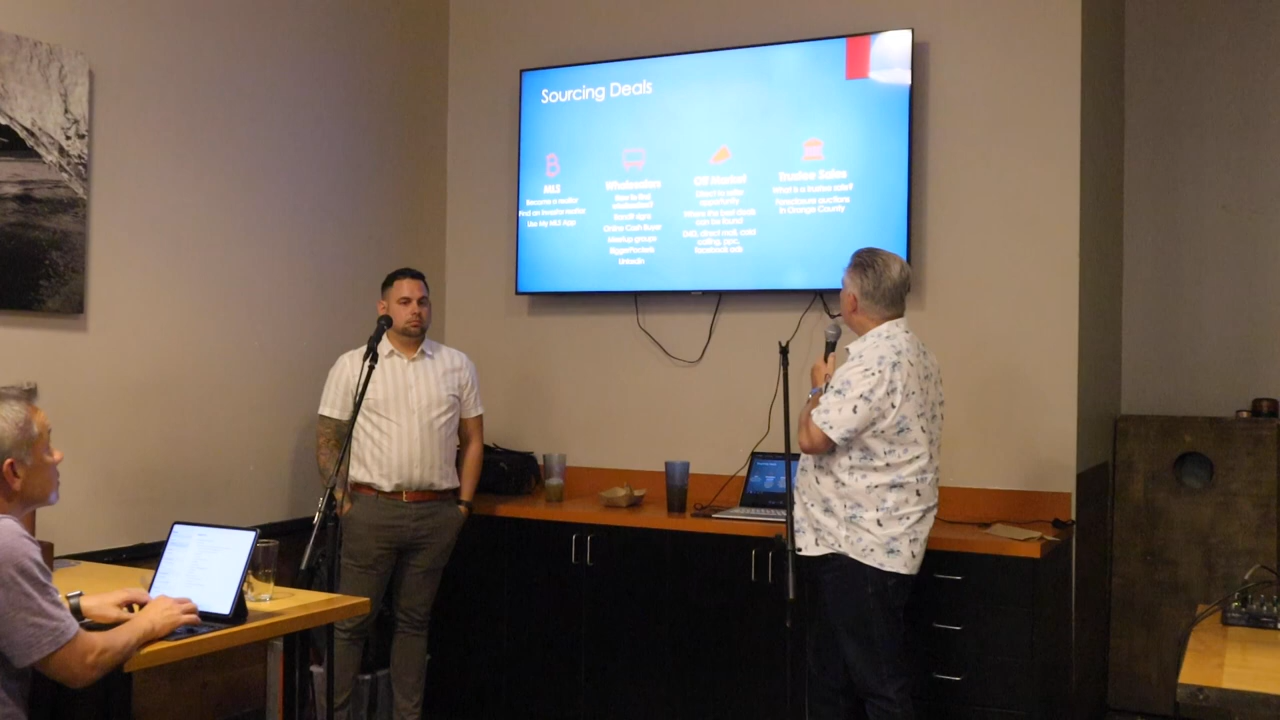 Sourcing Deals
MLS
Become a realtor
Find an investor realtor
Use My MLS App
Wholesalers
How to find
wholesalers?
Bandit signs
Online Cash Buyer
Meetup groups
BiggerPockets
LinkedIn
Off Market
Direct to seller
opportunity
Where the best deals
can be found
D4D, direct mail, cold
calling, ppc,
facebook ads
Trustee Sales
What is a trustee sale?
Foreclosure auctions
in Orange County